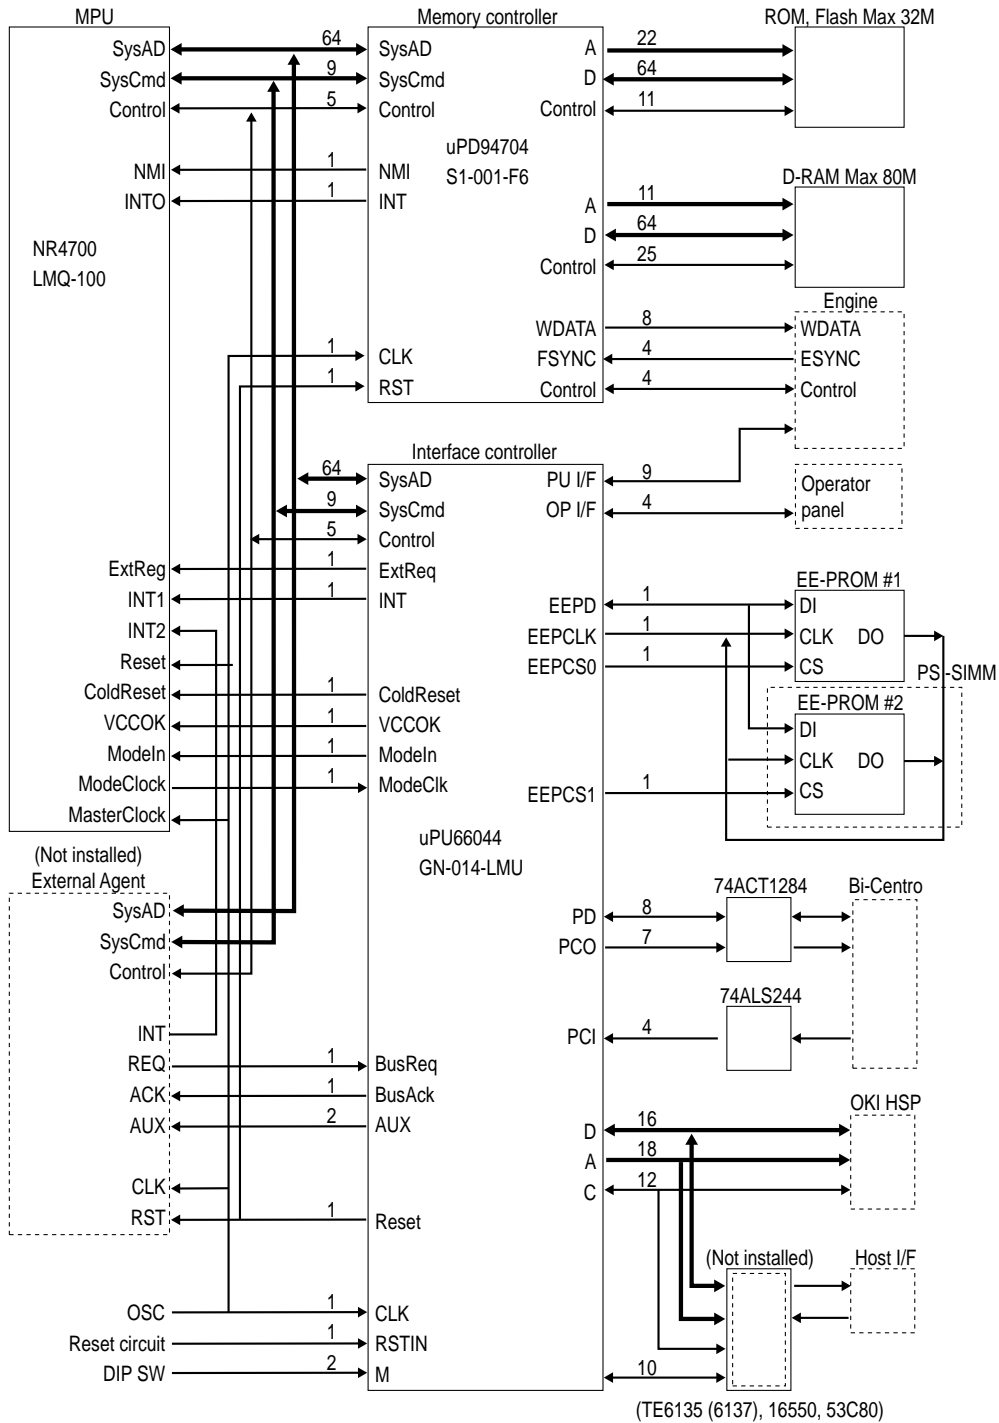 MPU
Memory controller
ROM, Flash Max 32M
SysAD
64
SysAD
A
22
SysCmd
9
SysCmd
D
64
Control
5
Control
Control
11
uPD94704
S1-001-F6
NMI
1
NMI
INTO
1
INT
D-RAM Max 80M
A
11
D
64
Control
25
NR4700
LMQ-100
Engine
WDATA
8
WDATA
1
CLK
FSYNC
4
ESYNC
1
RST
Control
4
Control
Interface controller
64
SysAD
PU I/F
9
9
SysCmd
OP I/F
4
Operator
panel
5
Control
ExtReg
1
ExtReq
INT1
1
INT
INT2
Reset
ColdReset
1
ColdReset
VCCOK
1
VCCOK
ModeIn
1
ModeIn
ModeClock
1
ModeClk
MasterClock
EE-PROM #1
EEPD
1
DI
EEPCLK
1
CLK
DO
EEPCS0
1
CS
PS-SIMM
EE-PROM #2
DI
CLK
DO
EEPCS1
1
CS
uPU66044
GN-014-LMU
(Not installed)
External Agent
SysAD
SysCmd
Control
INT
REQ
1
BusReq
ACK
1
BusAck
AUX
2
AUX
CLK
RST
1
Reset
74ACT1284
Bi-Centro
PD
8
PCO
7
74ALS244
PCI
4
OKI HSP
D
16
A
18
C
12
(Not installed)
Host I/F
OSC
1
CLK
Reset circuit
1
RSTIN
DIP SW
2
M
10
(TE6135 (6137), 16550, 53C80)